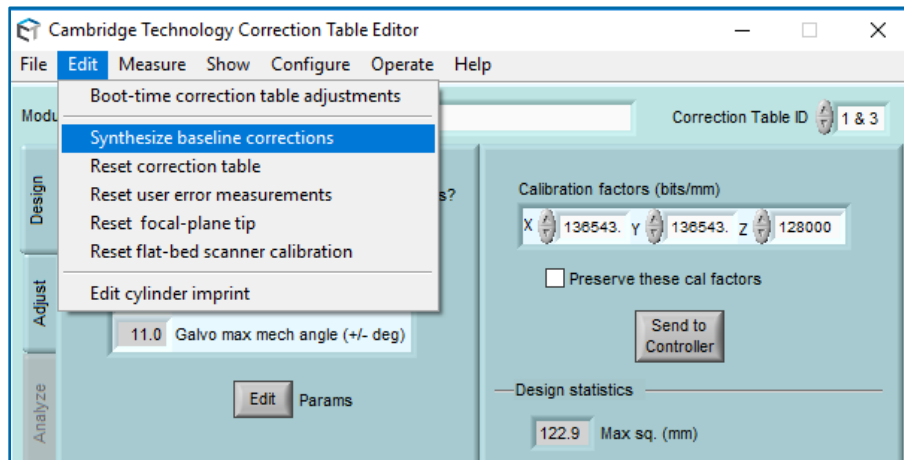 Cambridge Technology Correction Table Editor
File Edit Measure Show Configure Operate Help
Boot-time correction table adjustments
Synthesize baseline corrections
Reset correction table
Reset user error measurements
Reset focal-plane tip
Reset flat-bed scanner calibration
Edit cylinder imprint
Correction Table ID 1 & 3
Design
Adjust
Analyze
s?
11.0 Galvo max mech angle (+/- deg)
Edit Params
Calibration factors (bits/mm)
X 136543. Y 136543. Z 128000
Preserve these cal factors
Send to
Controller
Design statistics
122.9 Max sq. (mm)